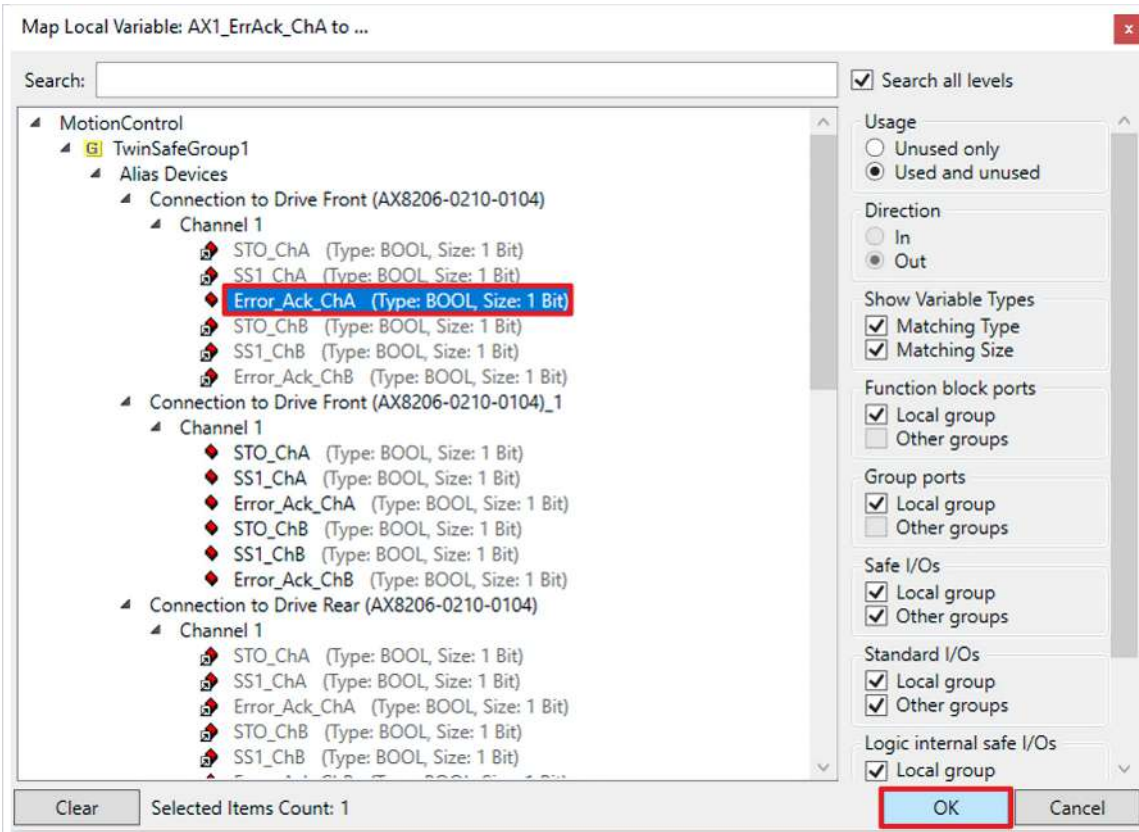 Map Local Variable: AX1_ErrAck_ChA to ...
x
Search:
Search all levels
MotionControl
G TwinSafeGroup1
Alias Devices
Connection to Drive Front (AX8206-0210-0104)
Channel 1
STO_ChA (Type: BOOL, Size: 1 Bit)
SS1_ChA (Type: BOOL, Size: 1 Bit)
Error_Ack_ChA (Type: BOOL, Size: 1 Bit)
STO_ChB (Type: BOOL, Size: 1 Bit)
SS1_ChB (Type: BOOL, Size: 1 Bit)
Error_Ack_ChB (Type: BOOL, Size: 1 Bit)
Connection to Drive Front (AX8206-0210-0104)_1
Channel 1
STO_ChA (Type: BOOL, Size: 1 Bit)
SS1_ChA (Type: BOOL, Size: 1 Bit)
Error_Ack_ChA (Type: BOOL, Size: 1 Bit)
STO_ChB (Type: BOOL, Size: 1 Bit)
SS1_ChB (Type: BOOL, Size: 1 Bit)
Error_Ack_ChB (Type: BOOL, Size: 1 Bit)
Connection to Drive Rear (AX8206-0210-0104)
Channel 1
STO_ChA (Type: BOOL, Size: 1 Bit)
SS1_ChA (Type: BOOL, Size: 1 Bit)
Error_Ack_ChA (Type: BOOL, Size: 1 Bit)
STO_ChB (Type: BOOL, Size: 1 Bit)
SS1_ChB (Type: BOOL, Size: 1 Bit)
Usage
Unused only
Used and unused
Direction
In
Out
Show Variable Types
Matching Type
Matching Size
Function block ports
Local group
Other groups
Group ports
Local group
Other groups
Safe I/Os
Local group
Other groups
Standard I/Os
Local group
Other groups
Logic internal safe I/Os
Local group
Clear
Selected Items Count: 1
OK
Cancel